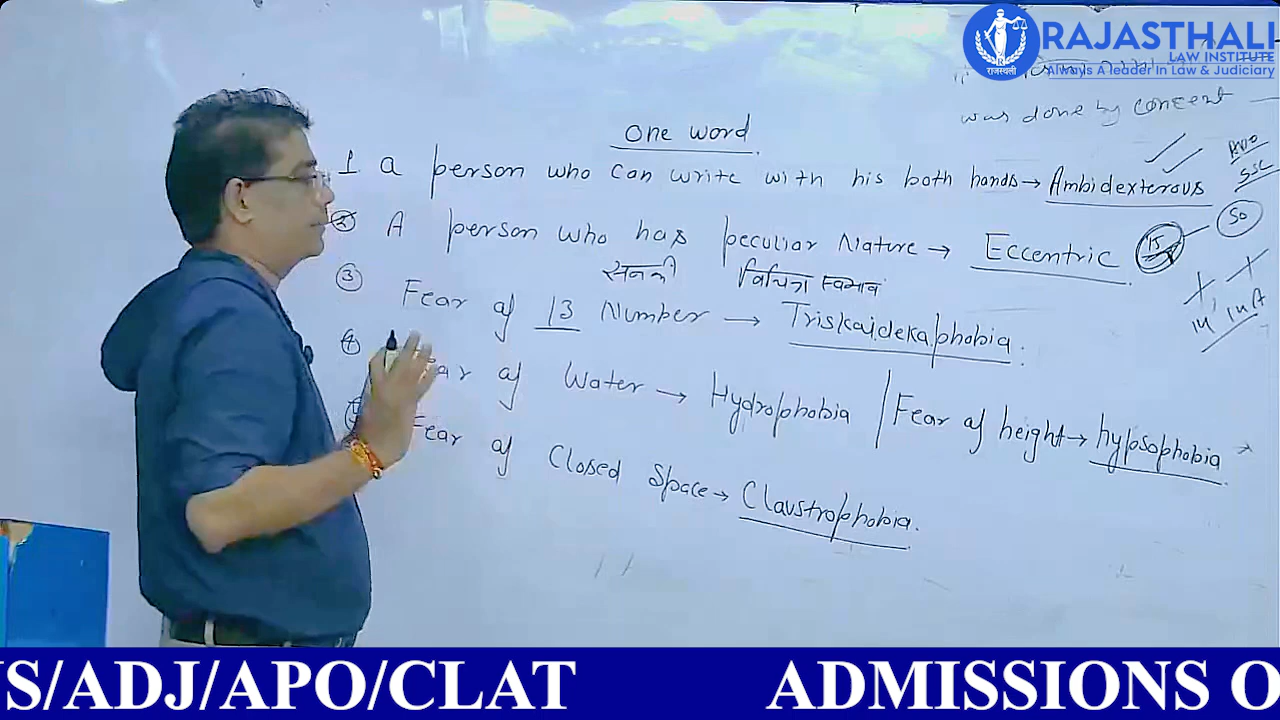 RAJASTHALI
LAW INSTITUTE
राजस्थली
Always A leader In Law & Judiciary
was done by concent
One word
1 a person who can write with his both hands → Ambidexterous
SSC
② A person who has peculiar Nature → Eccentric 15 50
सनकी विचित्र स्वभाव
③ Fear of 13 Number → Triskaidekaphobia.
④ Fear of Water → Hydrophobia / Fear of height → hypsophobia
Fear of Closed Space → Claustrophobia.
S/ADJ/APO/CLAT ADMISSIONS O